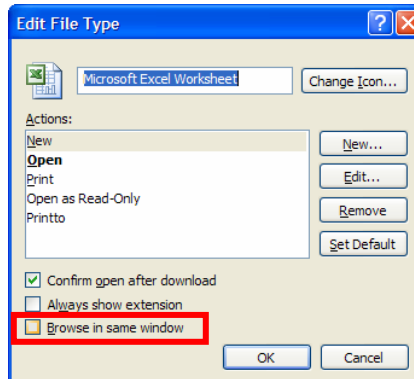 Edit File Type
Microsoft Excel Worksheet
Change Icon...
Actions:
New
Open
Print
Open as Read-Only
Printto
New...
Edit...
Remove
Set Default
Confirm open after download
Always show extension
Browse in same window
OK
Cancel